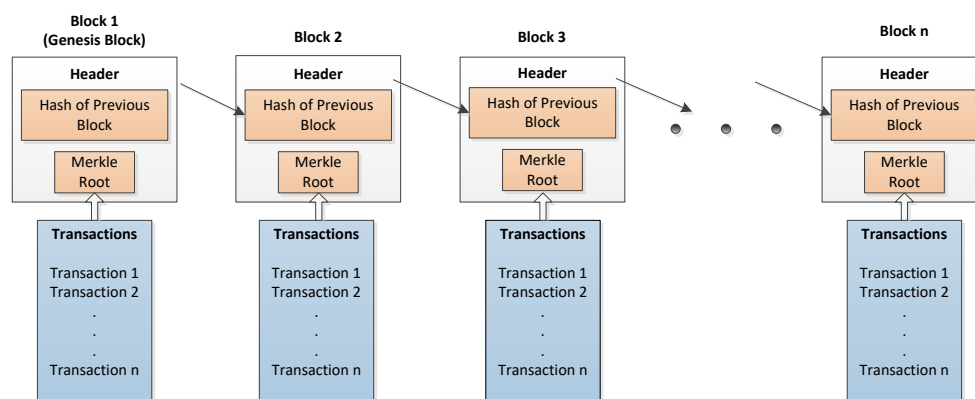 Block 1
(Genesis Block)
Header
Hash of Previous
Block
Merkle
Root
Transactions
Transaction 1
Transaction 2
.
.
.
Transaction n
Block 2
Header
Hash of Previous
Block
Merkle
Root
Transactions
Transaction 1
Transaction 2
.
.
.
Transaction n
Block 3
Header
Hash of Previous
Block
Merkle
Root
Transactions
Transaction 1
Transaction 2
.
.
.
Transaction n
Block n
Header
Hash of Previous
Block
Merkle
Root
Transactions
Transaction 1
Transaction 2
.
.
.
Transaction n